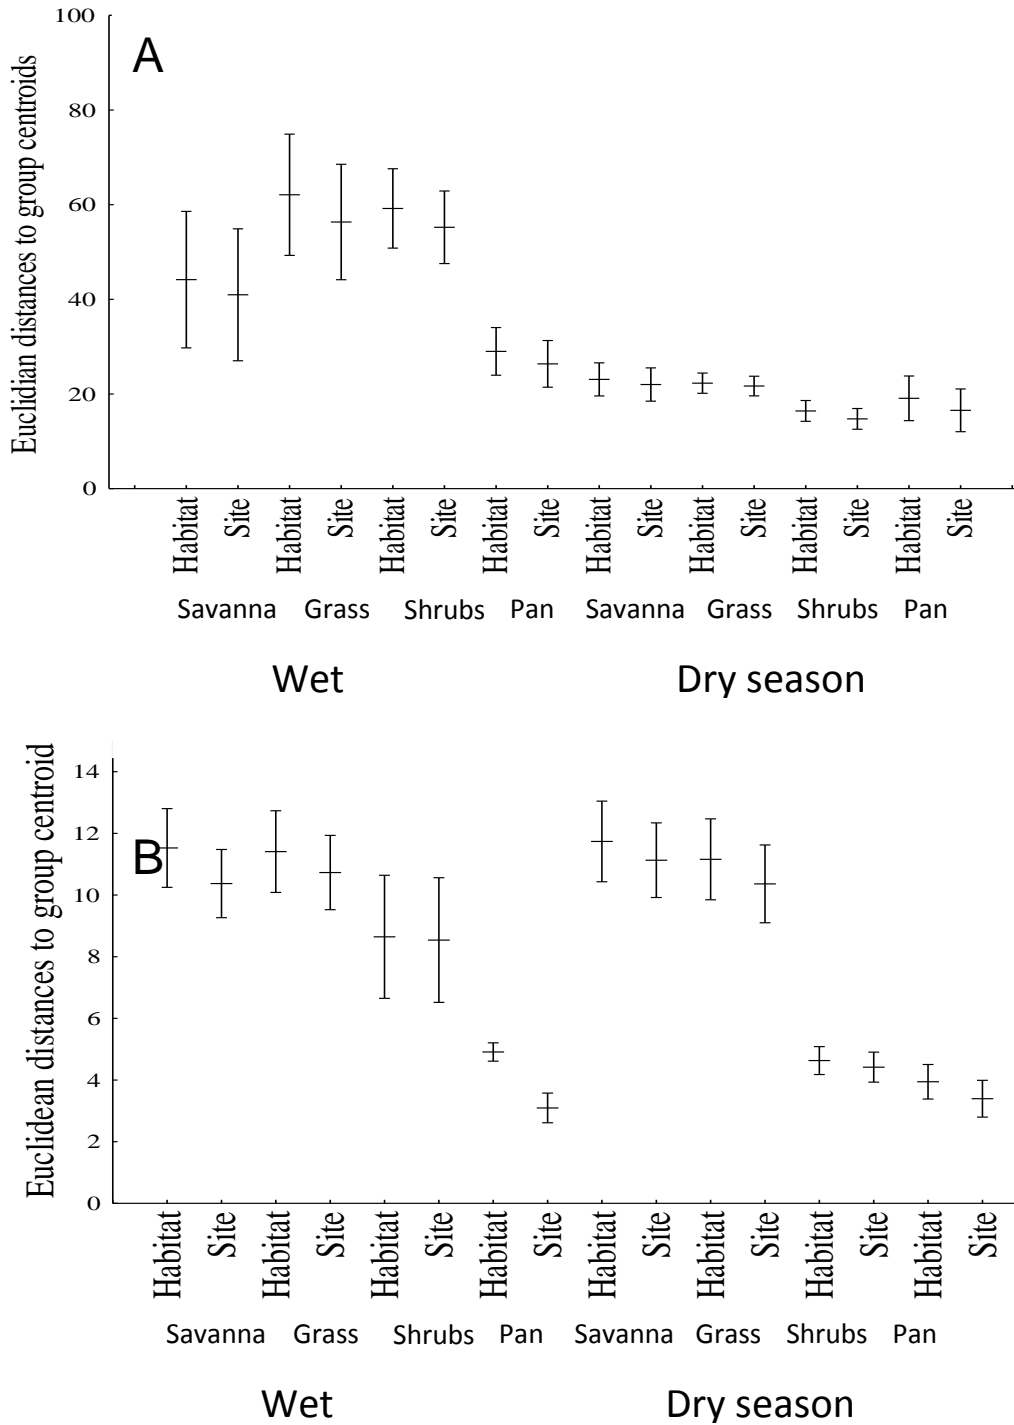 100
A
80
60
40
20
0
Euclidian distances to group centroids
Habitat Site Habitat Site Habitat Site Habitat Site Habitat Site Habitat Site Habitat Site Habitat Site
Savanna Grass Shrubs Pan Savanna Grass Shrubs Pan
Wet Dry season
14
12
B
10
8
6
4
2
0
Euclidean distances to group centroid
Habitat Site Habitat Site Habitat Site Habitat Site Habitat Site Habitat Site Habitat Site Habitat Site
Savanna Grass Shrubs Pan Savanna Grass Shrubs Pan
Wet Dry season